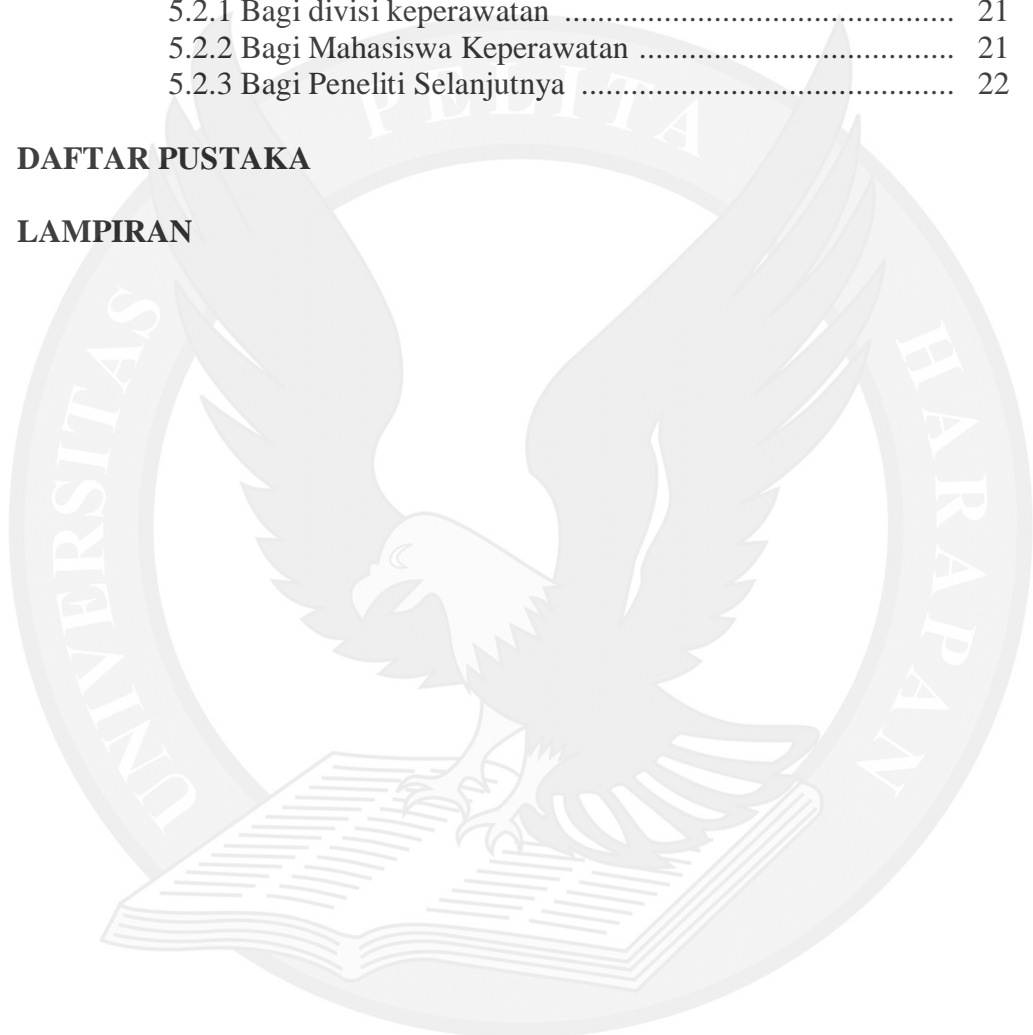 5.2.1 Bagi divisi keperawatan ................................................... 21
5.2.2 Bagi Mahasiswa Keperawatan ......................................... 21
5.2.3 Bagi Peneliti Selanjutnya ................................................. 22
DAFTAR PUSTAKA
LAMPIRAN
UNIVERSITAS PELITA HARAPAN